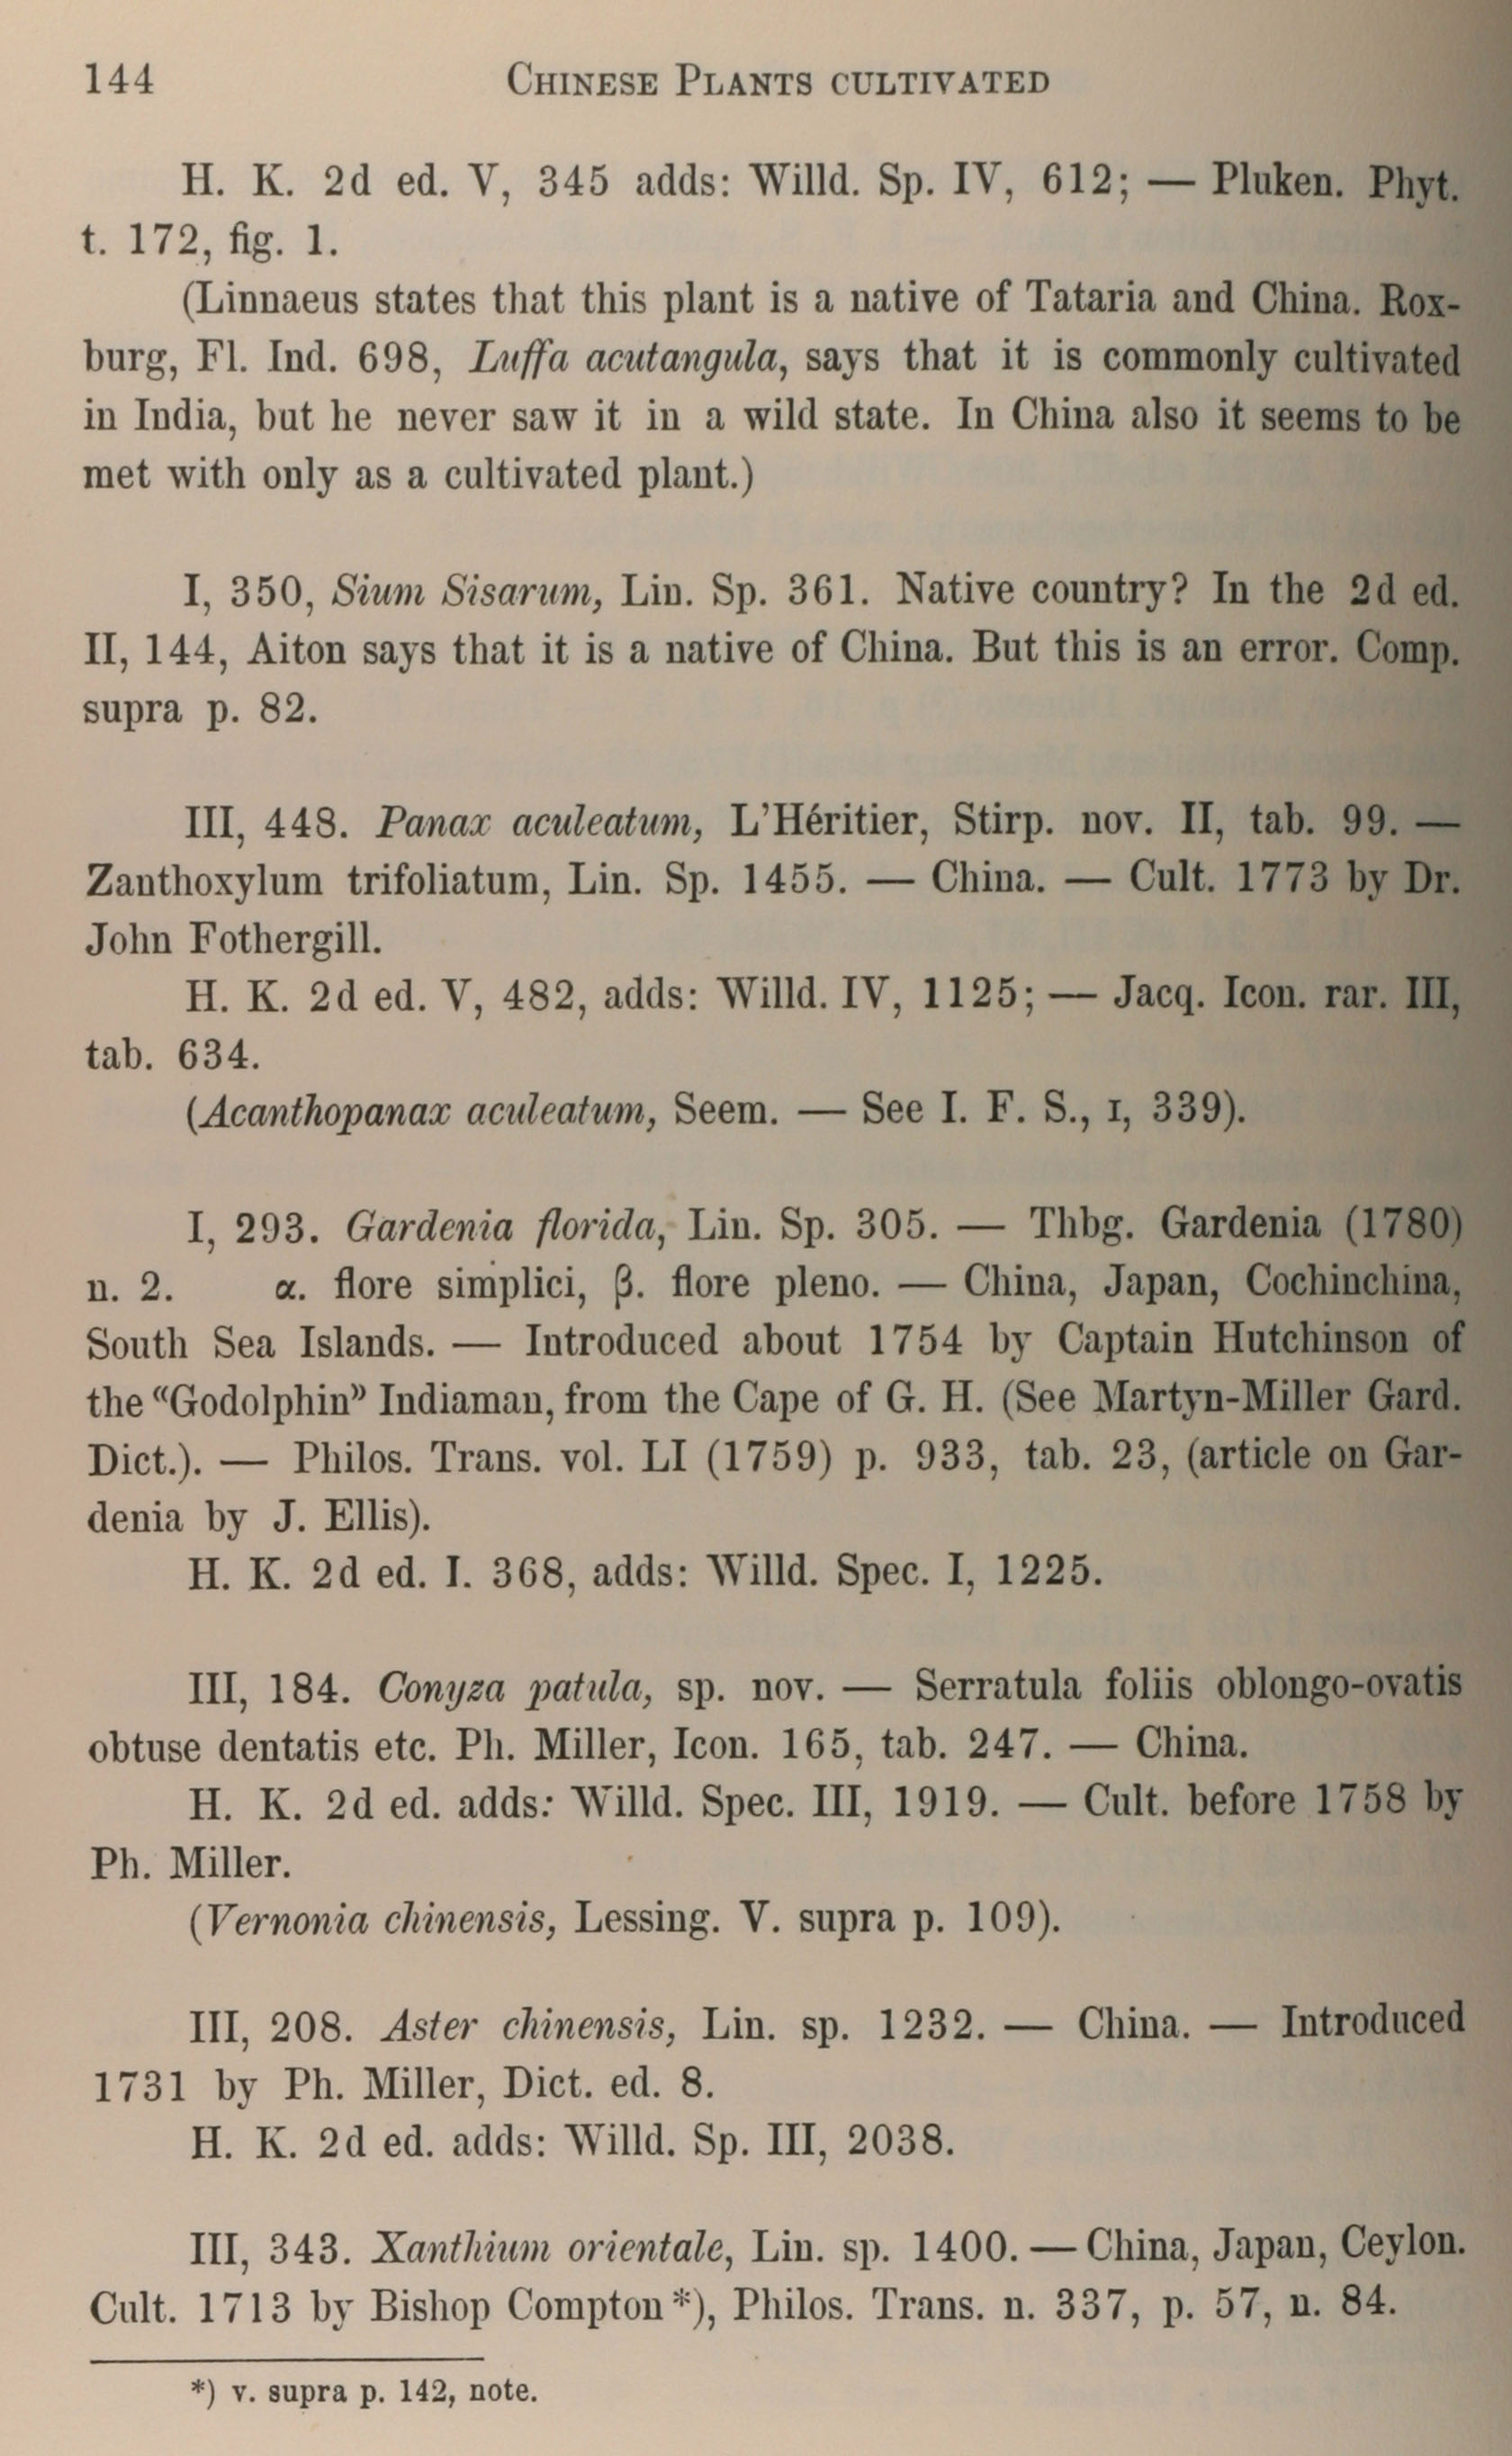 144 CHINESE PLANTS CULTIVATED
H. K. 2d ed. V, 345 adds: Willd. Sp. IV, 612; — Pluken. Phyt.
t. 172, fig. 1.
(Linnaeus states that this plant is a native of Tataria and China. Rox-
burg, Fl. Ind. 698, Luffa acutangula, says that it is commonly cultivated
in India, but he never saw it in a wild state. In China also it seems to be
met with only as a cultivated plant.)
I, 350, Sium Sisarum, Lin. Sp. 361. Native country? In the 2d ed.
II, 144, Aiton says that it is a native of China. But this is an error. Comp.
supra p. 82.
III, 448. Panax aculeatum, L'Héritier, Stirp. nov. II, tab. 99. —
Zanthoxylum trifoliatum, Lin. Sp. 1455. — China. — Cult. 1773 by Dr.
John Fothergill.
H. K. 2d ed. V, 482, adds: Willd. IV, 1125; — Jacq. Icon. rar. III,
tab. 634.
(Acanthopanax aculeatum, Seem. — See I. F. S., I, 339).
I, 293. Gardenia florida, Lin. Sp. 305. — Thbg. Gardenia (1780)
n. 2. α. flore simplici, β. flore pleno. — China, Japan, Cochinchina,
South Sea Islands. — Introduced about 1754 by Captain Hutchinson of
the “Godolphin” Indiaman, from the Cape of G. H. (See Martyn-Miller Gard.
Dict.). — Philos. Trans. vol. LI (1759) p. 933, tab. 23, (article on Gar-
denia by J. Ellis).
H. K. 2d ed. I. 368, adds: Willd. Spec. I, 1225.
III, 184. Conyza patula, sp. nov. — Serratula foliis oblongo-ovatis
obtuse dentatis etc. Ph. Miller, Icon. 165, tab. 247. — China.
H. K. 2d ed. adds: Willd. Spec. III, 1919. — Cult. before 1758 by
Ph. Miller.
(Vernonia chinensis, Lessing. V. supra p. 109).
III, 208. Aster chinensis, Lin. sp. 1232. — China. — Introduced
1731 by Ph. Miller, Dict. ed. 8.
H. K. 2d ed. adds: Willd. Sp. III, 2038.
III, 343. Xanthium orientale, Lin. sp. 1400. — China, Japan, Ceylon.
Cult. 1713 by Bishop Compton*), Philos. Trans. n. 337, p. 57, n. 84.
*) v. supra p. 142, note.